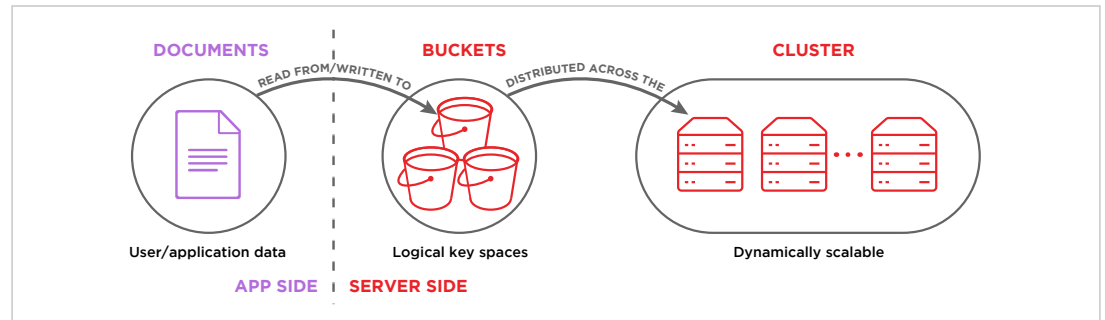 DOCUMENTS
BUCKETS
CLUSTER
READ FROM/WRITTEN TO
DISTRIBUTED ACROSS THE
User/application data
Logical key spaces
Dynamically scalable
APP SIDE
SERVER SIDE